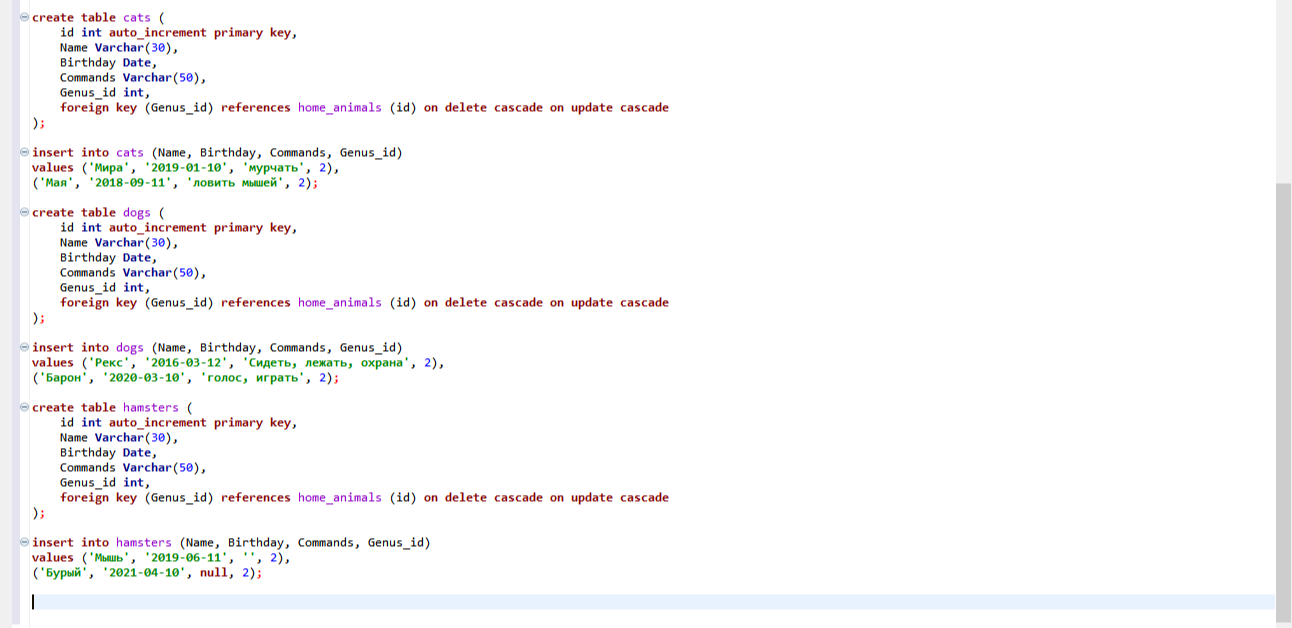 create table cats (
id int auto_increment primary key,
Name Varchar(30),
Birthday Date,
Commands Varchar(50),
Genus_id int,
foreign key (Genus_id) references home_animals (id) on delete cascade on update cascade
);
insert into cats (Name, Birthday, Commands, Genus_id)
values ('Мира', '2019-01-10', 'мурчать', 2),
('Мая', '2018-09-11', 'ловить мышей', 2);
create table dogs (
id int auto_increment primary key,
Name Varchar(30),
Birthday Date,
Commands Varchar(50),
Genus_id int,
foreign key (Genus_id) references home_animals (id) on delete cascade on update cascade
);
insert into dogs (Name, Birthday, Commands, Genus_id)
values ('Рекс', '2016-03-12', 'Сидеть, лежать, охрана', 2),
('Барон', '2020-03-10', 'голос, играть', 2);
create table hamsters (
id int auto_increment primary key,
Name Varchar(30),
Birthday Date,
Commands Varchar(50),
Genus_id int,
foreign key (Genus_id) references home_animals (id) on delete cascade on update cascade
);
insert into hamsters (Name, Birthday, Commands, Genus_id)
values ('Мышь', '2019-06-11', '', 2),
('Бурый', '2021-04-10', null, 2);